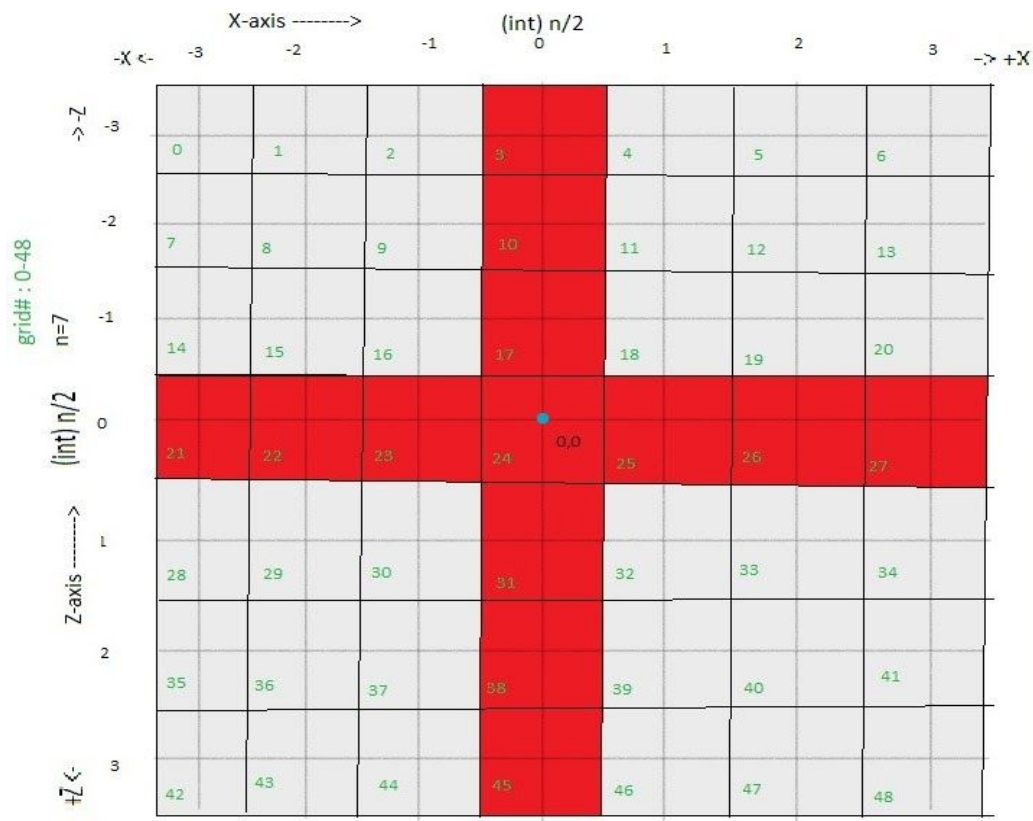 X-axis -------->
(int) n/2
-X <-
-3
-2
-1
0
1
2
3
-> +X
-> -Z
-3
0 1 2 3 4 5 6
-2
7 8 9 10 11 12 13
grid# : 0-48
n=7
-1
14 15 16 17 18 19 20
(int) n/2
0
0,0
21 22 23 24 25 26 27
Z-axis -------->
1
28 29 30 31 32 33 34
2
35 36 37 38 39 40 41
+Z <-
3
42 43 44 45 46 47 48